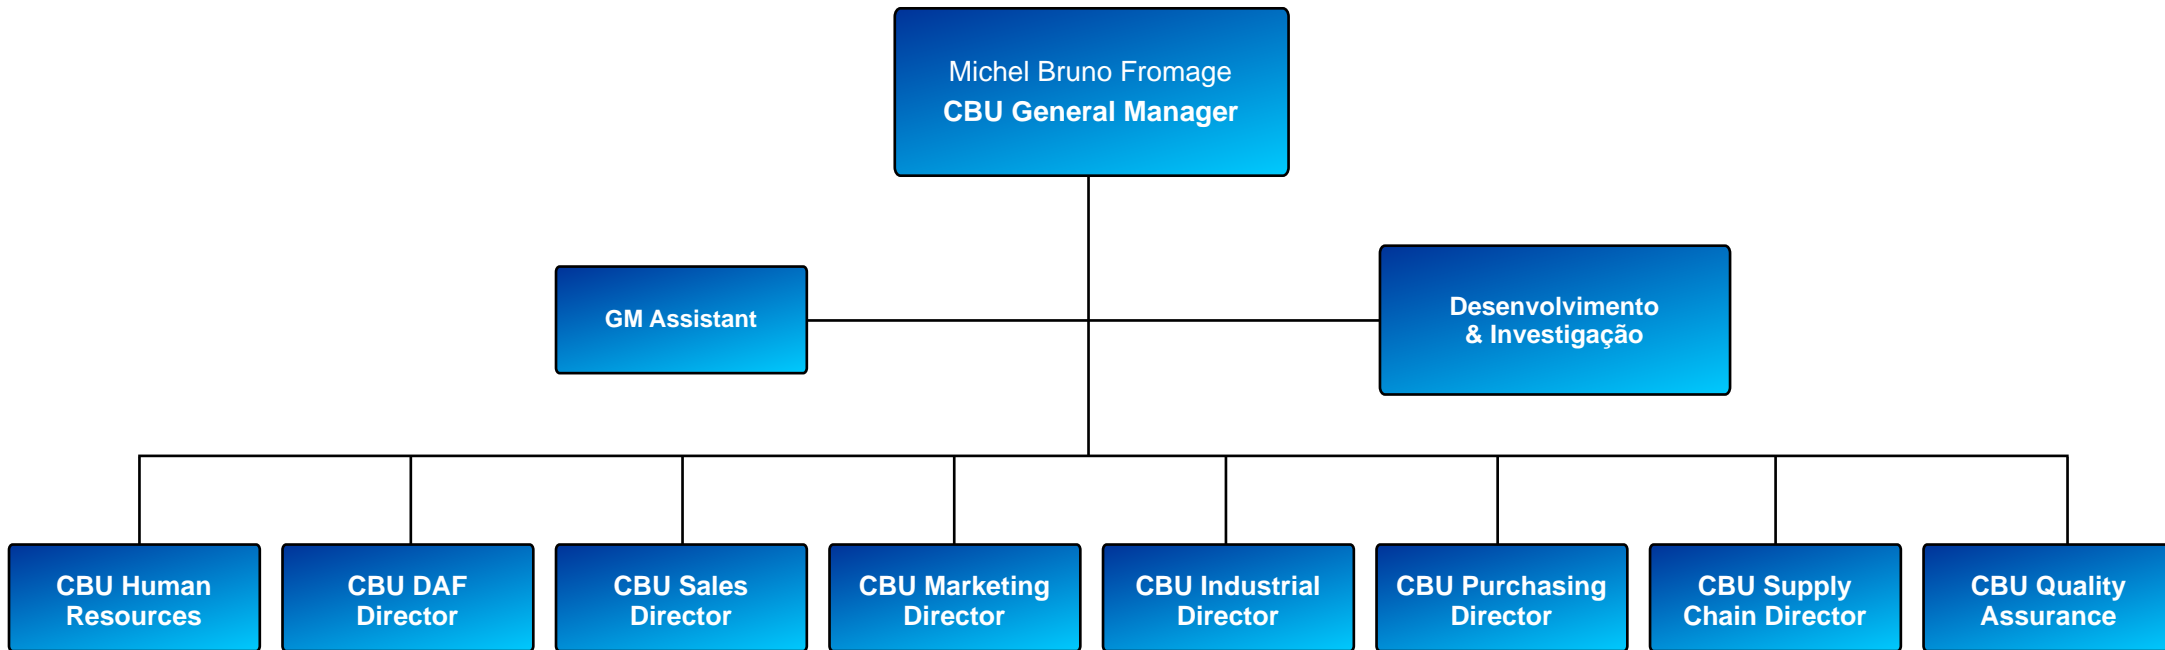 Michel Bruno Fromage
CBU General Manager
GM Assistant
Desenvolvimento
& Investigação
CBU Human
Resources
CBU DAF
Director
CBU Sales
Director
CBU Marketing
Director
CBU Industrial
Director
CBU Purchasing
Director
CBU Supply
Chain Director
CBU Quality
Assurance